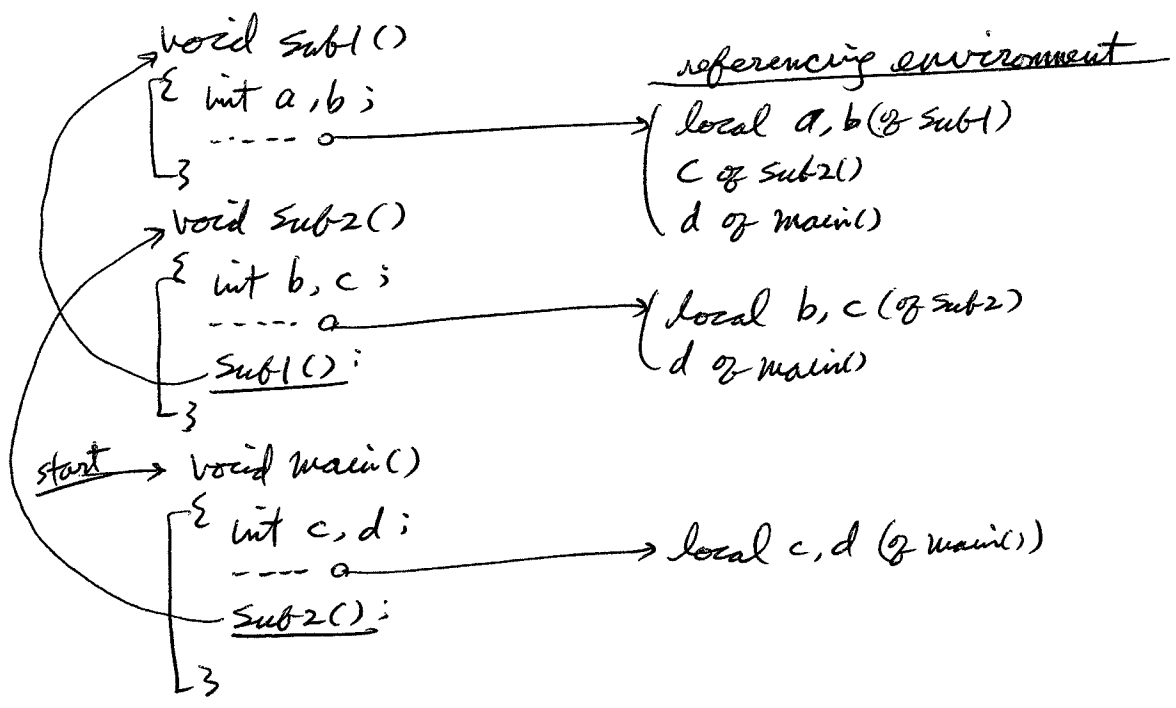 void sub1()
{ int a, b;
----- o
}
void sub2()
{ int b, c;
----- o
sub1();
}
start
void main()
{ int c, d;
---- o
sub2();
}
referencing environment
local a, b (of sub1)
c of sub2()
d of main()
local b, c (of sub2)
d of main()
local c, d (of main())